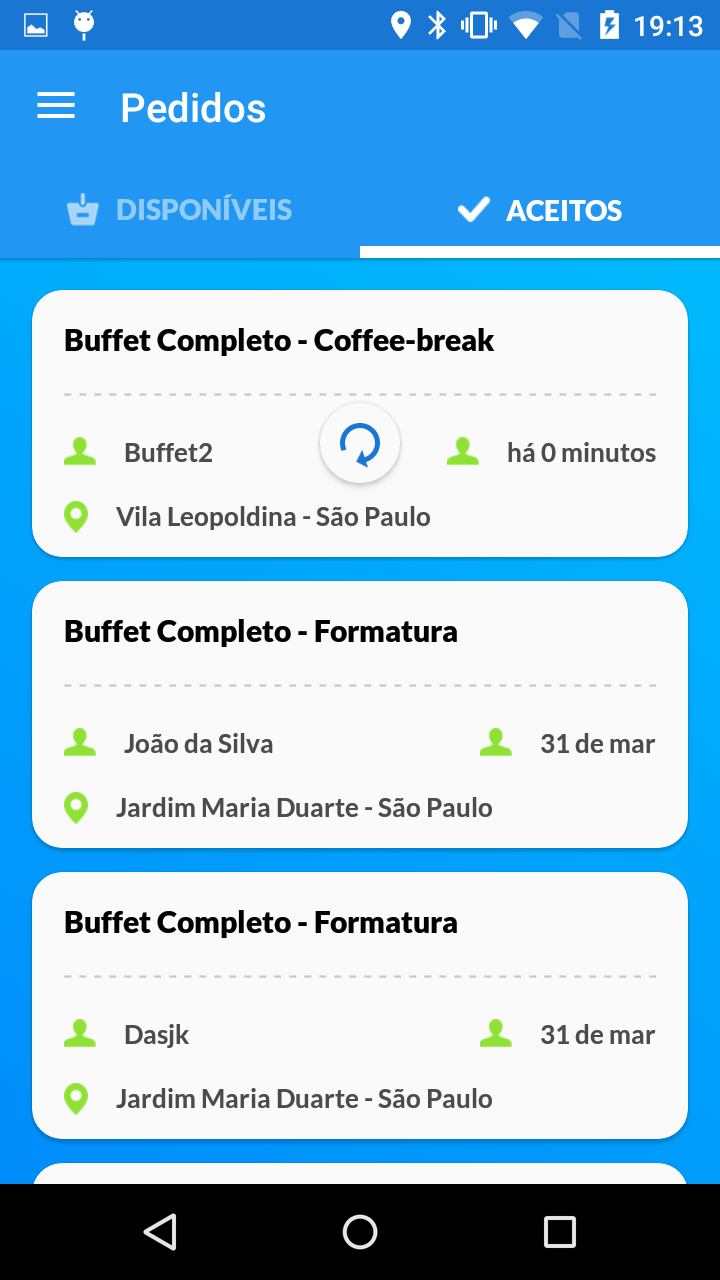 19:13
Pedidos
DISPONÍVEIS ACEITOS
Buffet Completo - Coffee-break
Buffet2 há 0 minutos
Vila Leopoldina - São Paulo
Buffet Completo - Formatura
João da Silva 31 de mar
Jardim Maria Duarte - São Paulo
Buffet Completo - Formatura
Dasjk 31 de mar
Jardim Maria Duarte - São Paulo